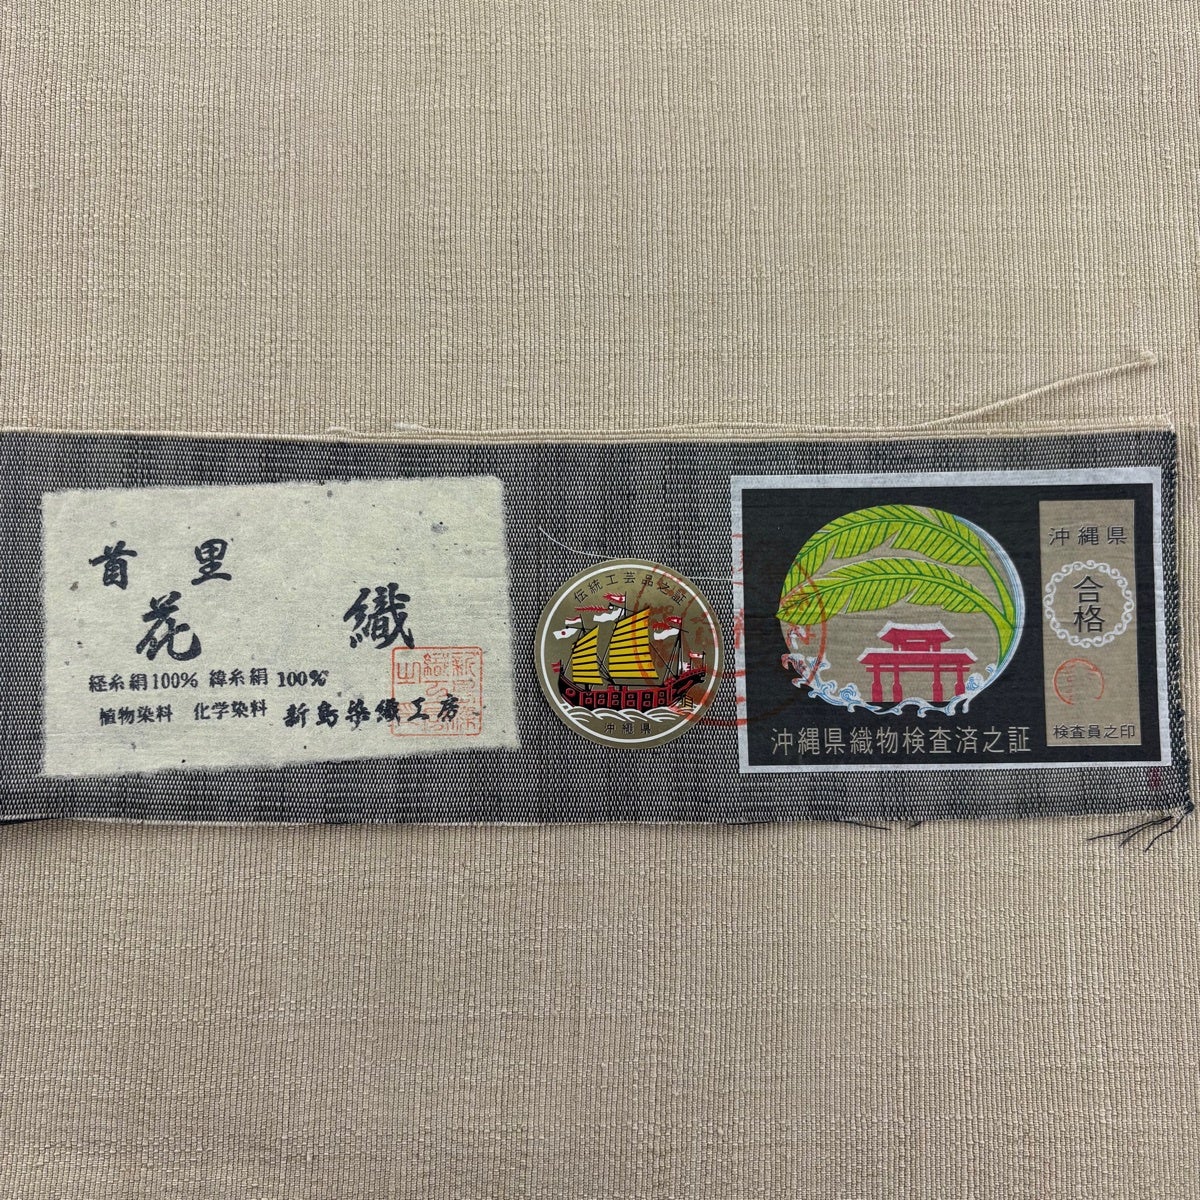 首里
花織
経糸絹100% 緯糸絹100%
植物染料 化学染料 新島染織工房
伝統工芸品之証
沖縄県
沖縄県織物検査済之証
沖縄県
合格
検査員之印